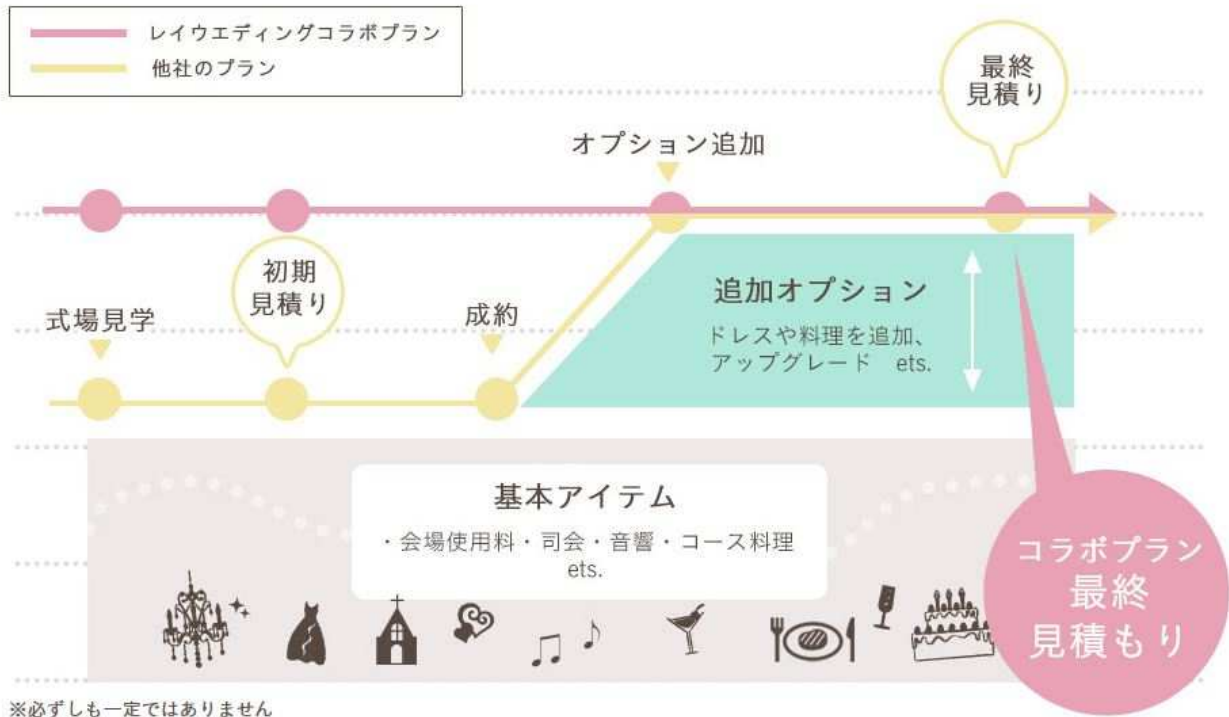 レイウエディングコラボプラン
他社のプラン
最終
見積り
オプション追加
初期
見積り
式場見学
成約
追加オプション
ドレスや料理を追加、
アップグレード ets.
基本アイテム
・会場使用料・司会・音響・コース料理
ets.
コラボプラン
最終
見積もり
※必ずしも一定ではありません